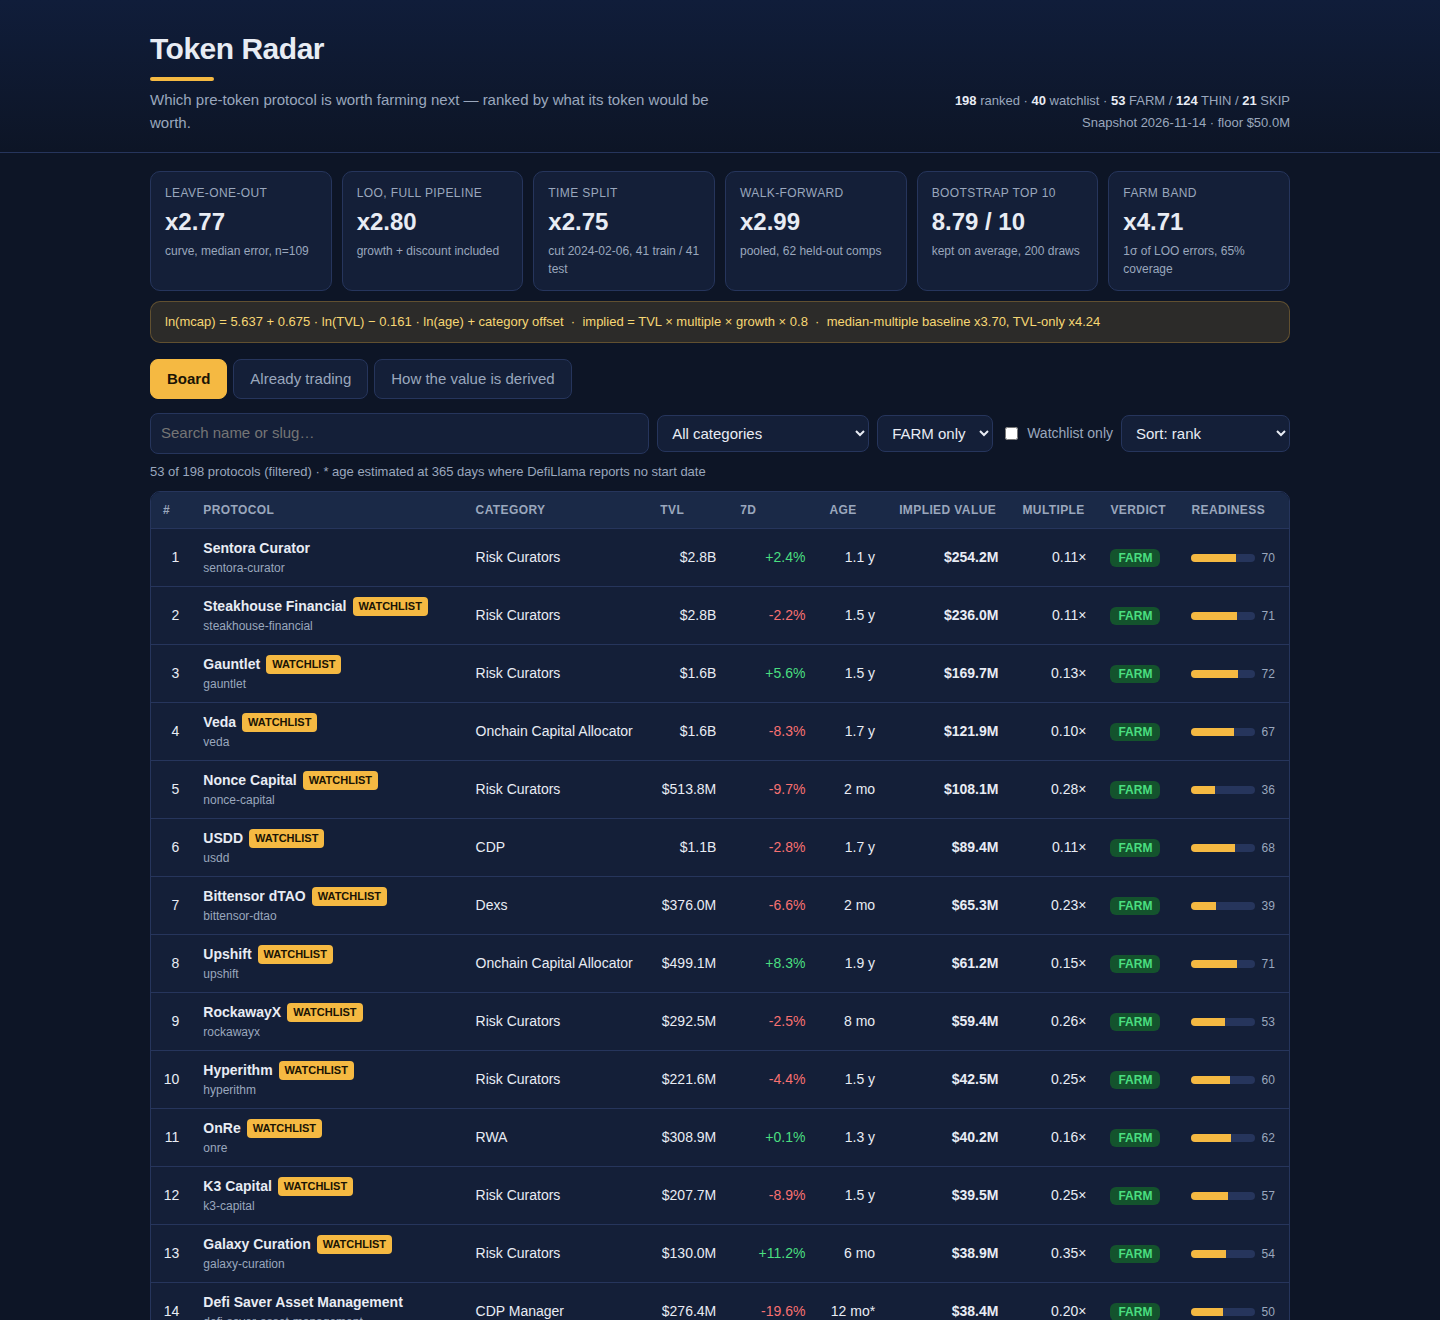 Token Radar
Which pre-token protocol is worth farming next — ranked by what its token would be
worth.
198 ranked · 40 watchlist · 53 FARM / 124 THIN / 21 SKIP
Snapshot 2026-11-14 · floor $50.0M
LEAVE-ONE-OUT
x2.77
curve, median error, n=109
LOO, FULL PIPELINE
x2.80
growth + discount included
TIME SPLIT
x2.75
cut 2024-02-06, 41 train / 41
test
WALK-FORWARD
x2.99
pooled, 62 held-out comps
BOOTSTRAP TOP 10
8.79 / 10
kept on average, 200 draws
FARM BAND
x4.71
1σ of LOO errors, 65%
coverage
ln(mcap) = 5.637 + 0.675 · ln(TVL) − 0.161 · ln(age) + category offset · implied = TVL × multiple × growth × 0.8 · median-multiple baseline x3.70, TVL-only x4.24
Board Already trading How the value is derived
Search name or slug… All categories FARM only Watchlist only Sort: rank
53 of 198 protocols (filtered) · * age estimated at 365 days where DefiLlama reports no start date
# PROTOCOL CATEGORY TVL 7D AGE IMPLIED VALUE MULTIPLE VERDICT READINESS
1 Sentora Curator Risk Curators $2.8B +2.4% 1.1 y $254.2M 0.11× FARM 70
sentora-curator
2 Steakhouse Financial WATCHLIST Risk Curators $2.8B -2.2% 1.5 y $236.0M 0.11× FARM 71
steakhouse-financial
3 Gauntlet WATCHLIST Risk Curators $1.6B +5.6% 1.5 y $169.7M 0.13× FARM 72
gauntlet
4 Veda WATCHLIST Onchain Capital Allocator $1.6B -8.3% 1.7 y $121.9M 0.10× FARM 67
veda
5 Nonce Capital WATCHLIST Risk Curators $513.8M -9.7% 2 mo $108.1M 0.28× FARM 36
nonce-capital
6 USDD WATCHLIST CDP $1.1B -2.8% 1.7 y $89.4M 0.11× FARM 68
usdd
7 Bittensor dTAO WATCHLIST Dexs $376.0M -6.6% 2 mo $65.3M 0.23× FARM 39
bittensor-dtao
8 Upshift WATCHLIST Onchain Capital Allocator $499.1M +8.3% 1.9 y $61.2M 0.15× FARM 71
upshift
9 RockawayX WATCHLIST Risk Curators $292.5M -2.5% 8 mo $59.4M 0.26× FARM 53
rockawayx
10 Hyperithm WATCHLIST Risk Curators $221.6M -4.4% 1.5 y $42.5M 0.25× FARM 60
hyperithm
11 OnRe WATCHLIST RWA $308.9M +0.1% 1.3 y $40.2M 0.16× FARM 62
onre
12 K3 Capital WATCHLIST Risk Curators $207.7M -8.9% 1.5 y $39.5M 0.25× FARM 57
k3-capital
13 Galaxy Curation WATCHLIST Risk Curators $130.0M +11.2% 6 mo $38.9M 0.35× FARM 54
galaxy-curation
14 Defi Saver Asset Management CDP Manager $276.4M -19.6% 12 mo* $38.4M 0.20× FARM 50